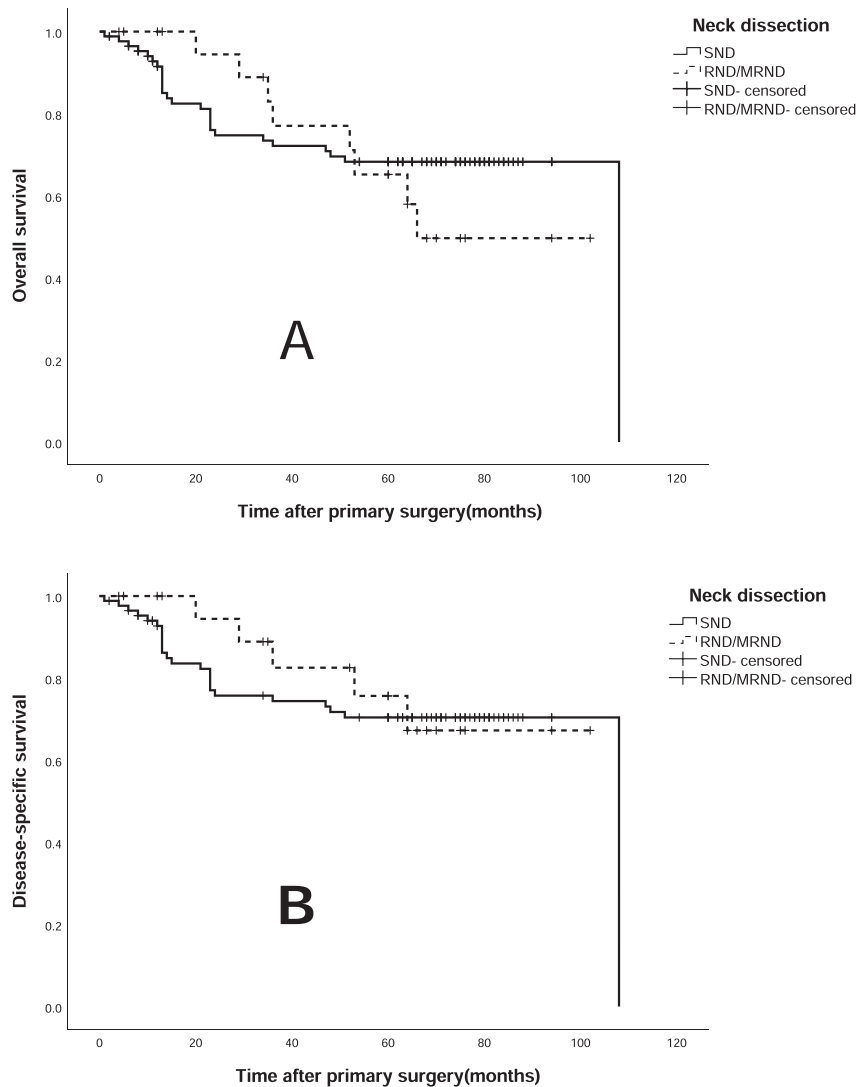 Neck dissection
SND
RND/MRND
SND- censored
RND/MRND- censored
1.0
0.8
0.6
0.4
0.2
0.0
Overall survival
A
0 20 40 60 80 100 120
Time after primary surgery(months)
Neck dissection
SND
RND/MRND
SND- censored
RND/MRND- censored
1.0
0.8
0.6
0.4
0.2
0.0
Disease-specific survival
B
0 20 40 60 80 100 120
Time after primary surgery(months)